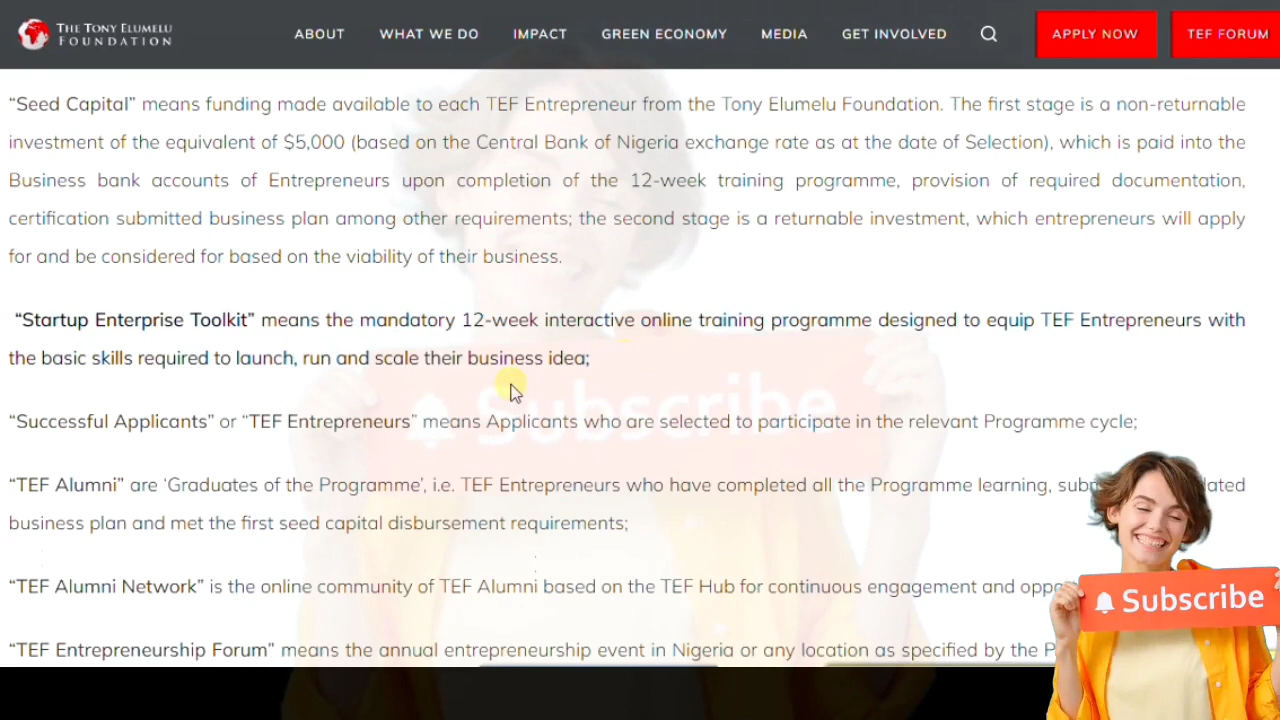 THE TONY ELUMELU
FOUNDATION
ABOUT WHAT WE DO IMPACT GREEN ECONOMY MEDIA GET INVOLVED APPLY NOW TEF FORUM
“Seed Capital” means funding made available to each TEF Entrepreneur from the Tony Elumelu Foundation. The first stage is a non-returnable
investment of the equivalent of $5,000 (based on the Central Bank of Nigeria exchange rate as at the date of Selection), which is paid into the
Business bank accounts of Entrepreneurs upon completion of the 12-week training programme, provision of required documentation,
certification submitted business plan among other requirements; the second stage is a returnable investment, which entrepreneurs will apply
for and be considered for based on the viability of their business.
“Startup Enterprise Toolkit” means the mandatory 12-week interactive online training programme designed to equip TEF Entrepreneurs with
the basic skills required to launch, run and scale their business idea;
Subscribe
“Successful Applicants” or “TEF Entrepreneurs” means Applicants who are selected to participate in the relevant Programme cycle;
“TEF Alumni” are ‘Graduates of the Programme’, i.e. TEF Entrepreneurs who have completed all the Programme learning,
business plan and met the first seed capital disbursement requirements;
“TEF Alumni Network” is the online community of TEF Alumni based on the TEF Hub for continuous engagement and
Subscribe
“TEF Entrepreneurship Forum” means the annual entrepreneurship event in Nigeria or any location as specified by the